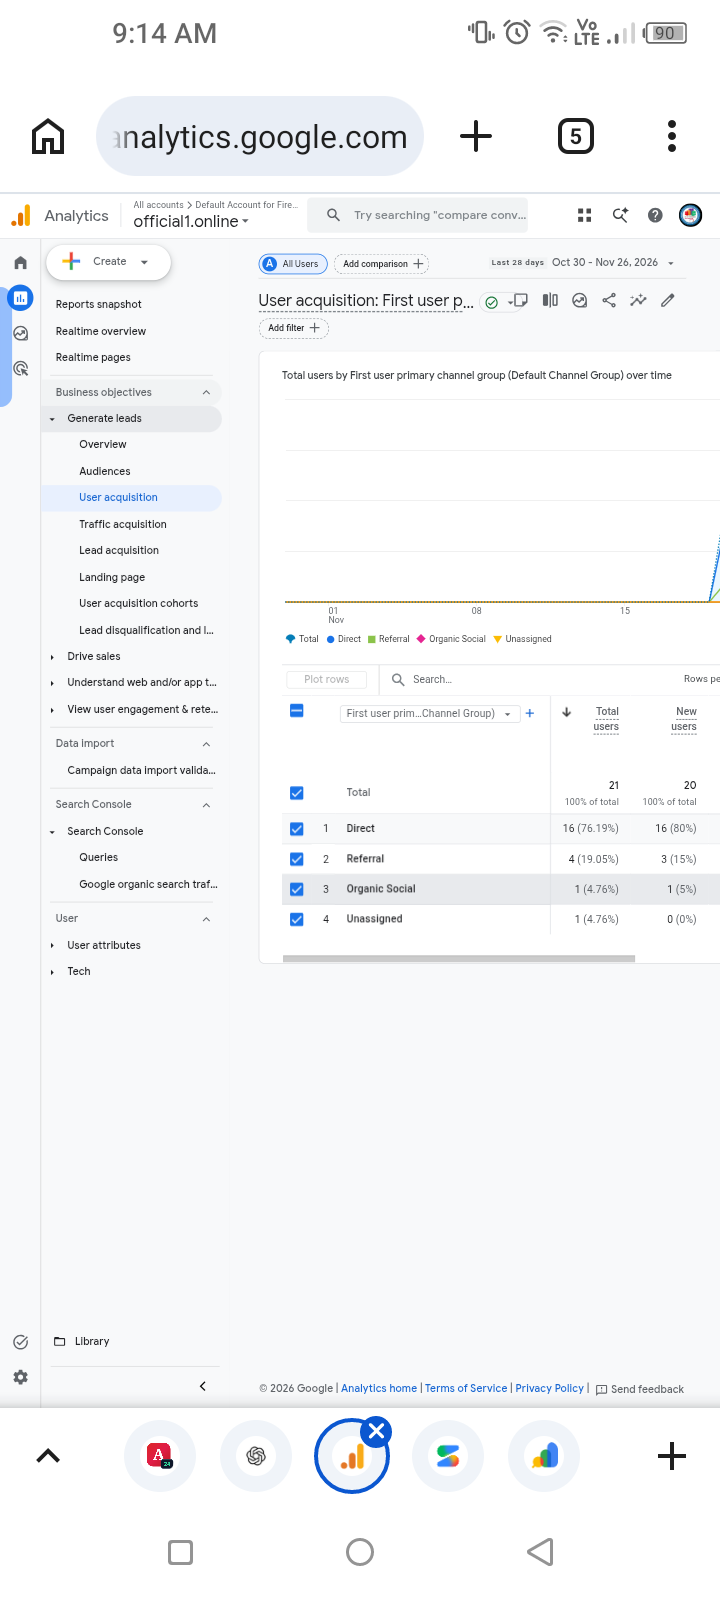 9:14 AM
Vo
LTE
90
analytics.google.com
5
Analytics
All accounts > Default Account for Fire...
official1.online
Try searching "compare conv...
Create
A All Users
Add comparison +
Last 28 days Oct 30 - Nov 26, 2026
User acquisition: First user p...
Add filter +
Reports snapshot
Realtime overview
Realtime pages
Business objectives
Generate leads
Overview
Audiences
User acquisition
Traffic acquisition
Lead acquisition
Landing page
User acquisition cohorts
Lead disqualification and l...
Drive sales
Understand web and/or app t...
View user engagement & rete...
Data import
Campaign data import valida...
Search Console
Search Console
Queries
Google organic search traf...
User
User attributes
Tech
Library
Total users by First user primary channel group (Default Channel Group) over time
01
Nov
08
15
Total Direct Referral Organic Social Unassigned
Plot rows
Search...
Rows pe
First user prim...Channel Group) +
Total
users
New
users
Total 21 20
100% of total 100% of total
1 Direct 16 (76.19%) 16 (80%)
2 Referral 4 (19.05%) 3 (15%)
3 Organic Social 1 (4.76%) 1 (5%)
4 Unassigned 1 (4.76%) 0 (0%)
© 2026 Google | Analytics home | Terms of Service | Privacy Policy | Send feedback
A
24